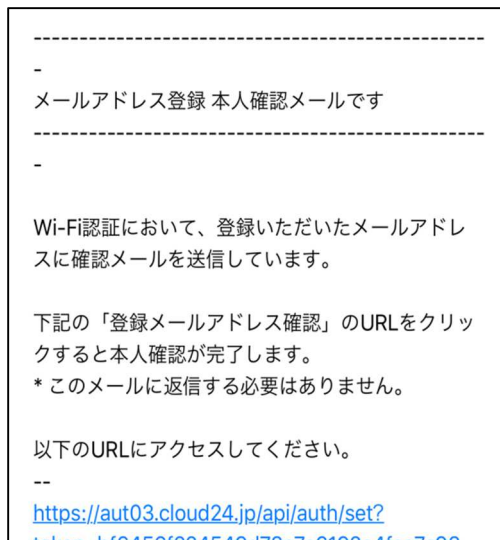 -------------------------------------------------
-
メールアドレス登録 本人確認メールです
-------------------------------------------------
-
Wi-Fi認証において、登録いただいたメールアドレ
スに確認メールを送信しています。
下記の「登録メールアドレス確認」のURLをクリッ
クすると本人確認が完了します。
* このメールに返信する必要はありません。
以下のURLにアクセスしてください。
--
https://aut03.cloud24.jp/api/auth/set?